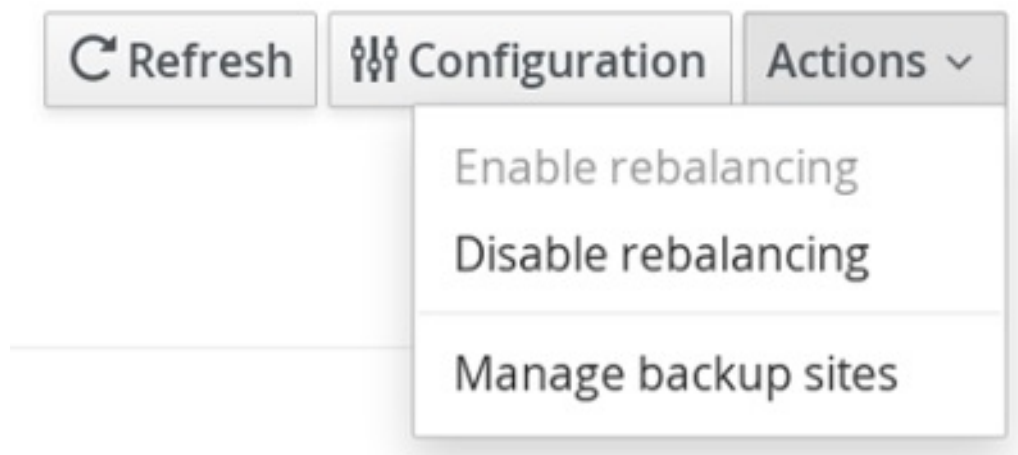 Refresh Configuration Actions
Enable rebalancing
Disable rebalancing
Manage backup sites